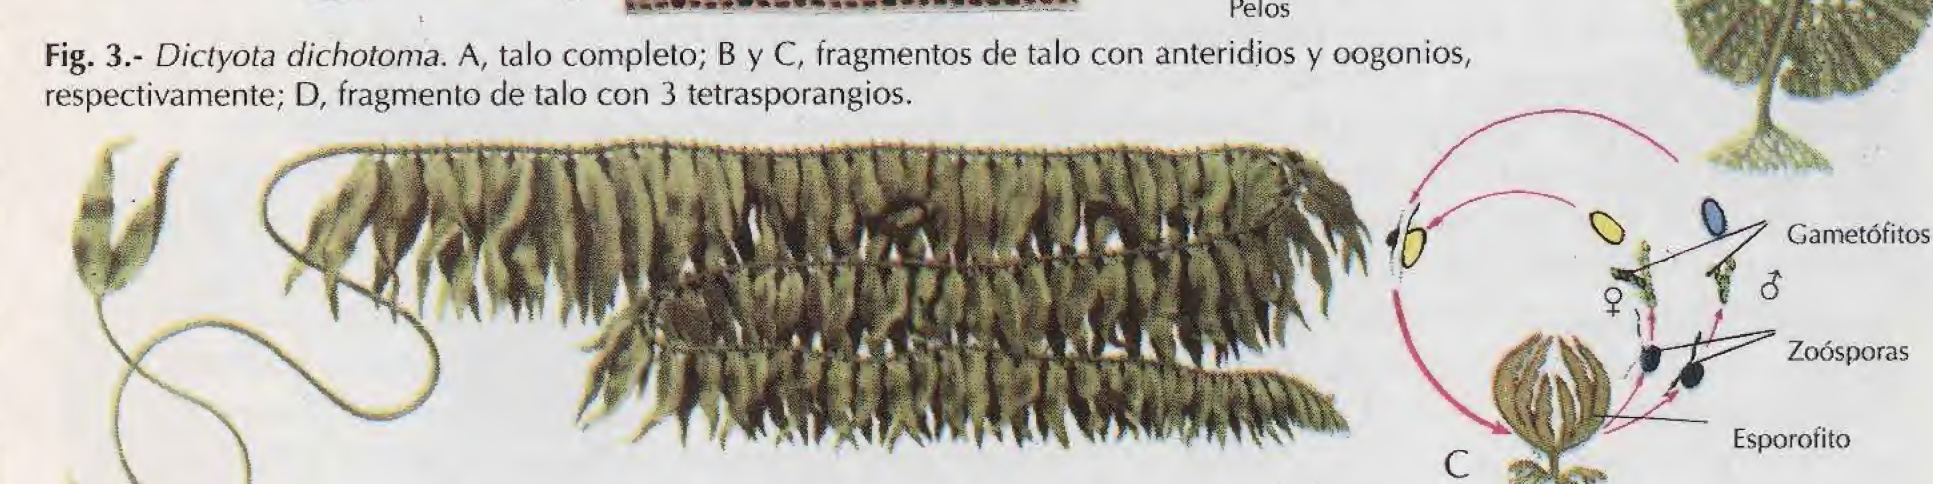 Pelos
Fig. 3.- Dictyota dichotoma. A, talo completo; B y C, fragmentos de talo con anteridios y oogonios,
respectivamente; D, fragmento de talo con 3 tetrasporangios.
Gametófitos
♀
♂
Zoósporas
Esporofito
C